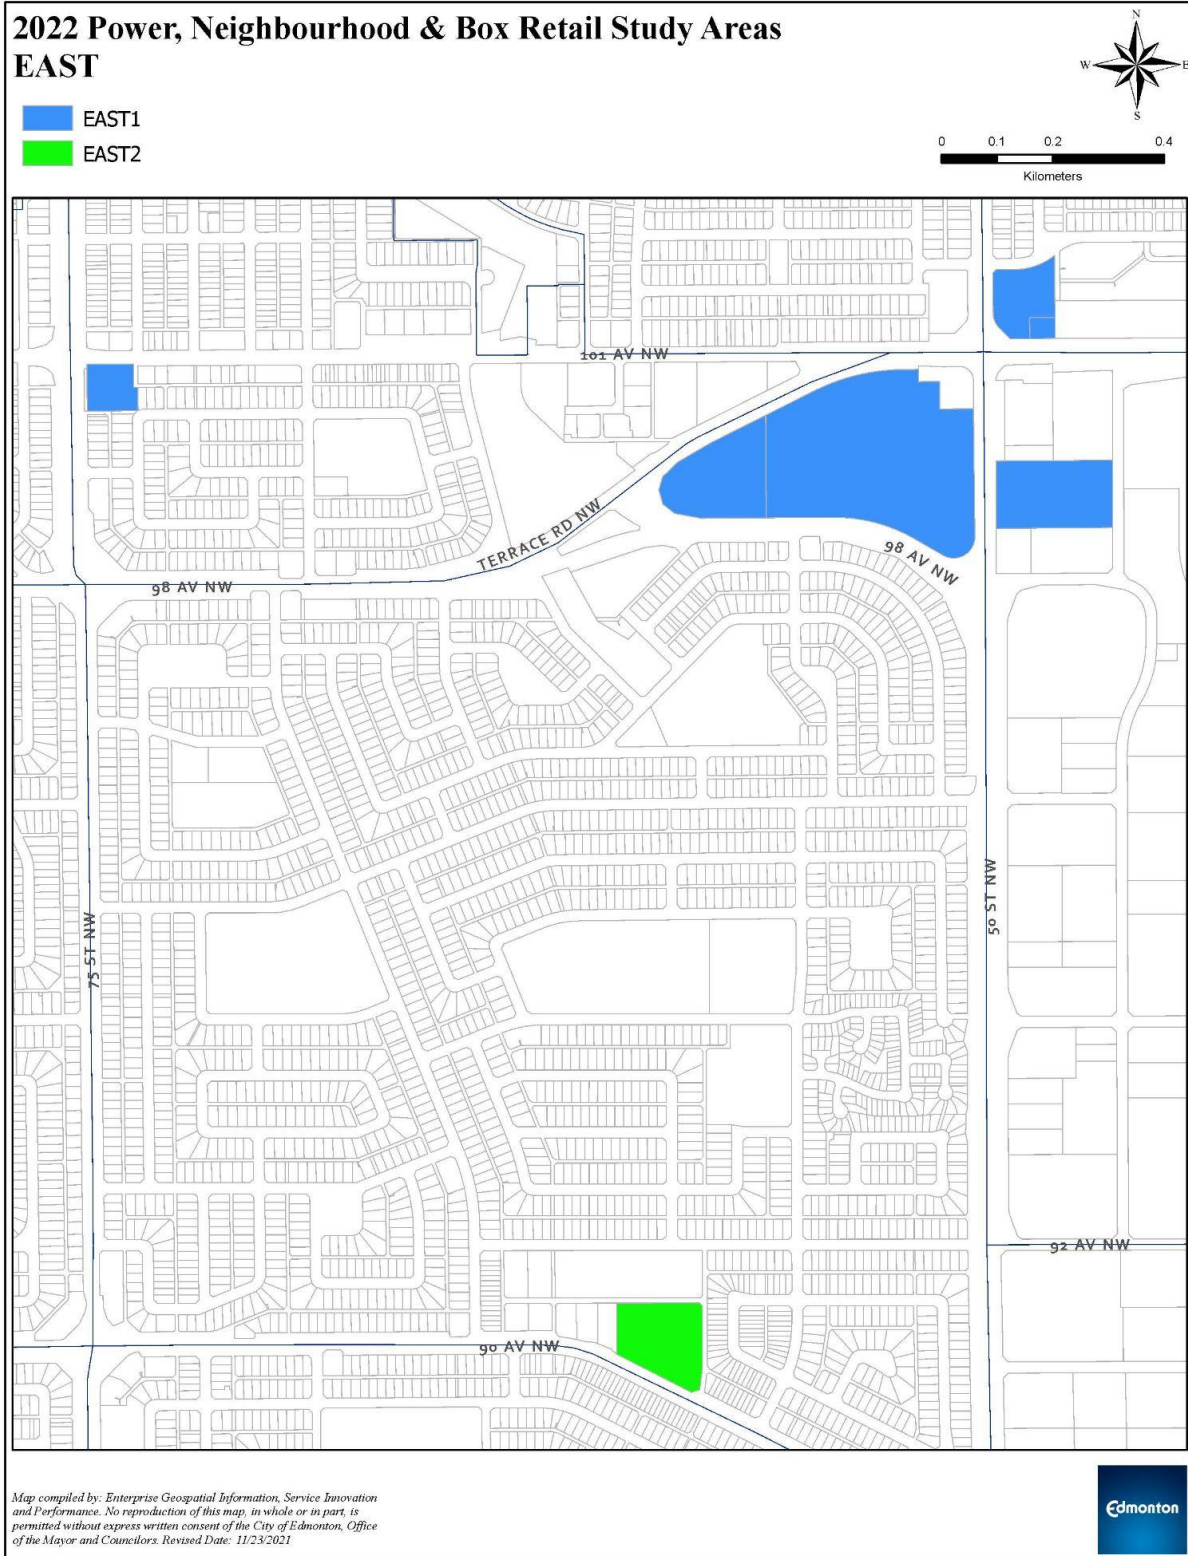 2022 Power, Neighbourhood & Box Retail Study Areas
EAST
N
W
E
S
EAST1
EAST2
0 0.1 0.2 0.4
Kilometers
101 AV NW
TERRACE RD NW
98 AV NW
98 AV NW
75 ST NW
50 ST NW
92 AV NW
90 AV NW
Map compiled by: Enterprise Geospatial Information, Service Innovation
and Performance. No reproduction of this map, in whole or in part, is
permitted without express written consent of the City of Edmonton, Office
of the Mayor and Councilors. Revised Date: 11/23/2021
Edmonton